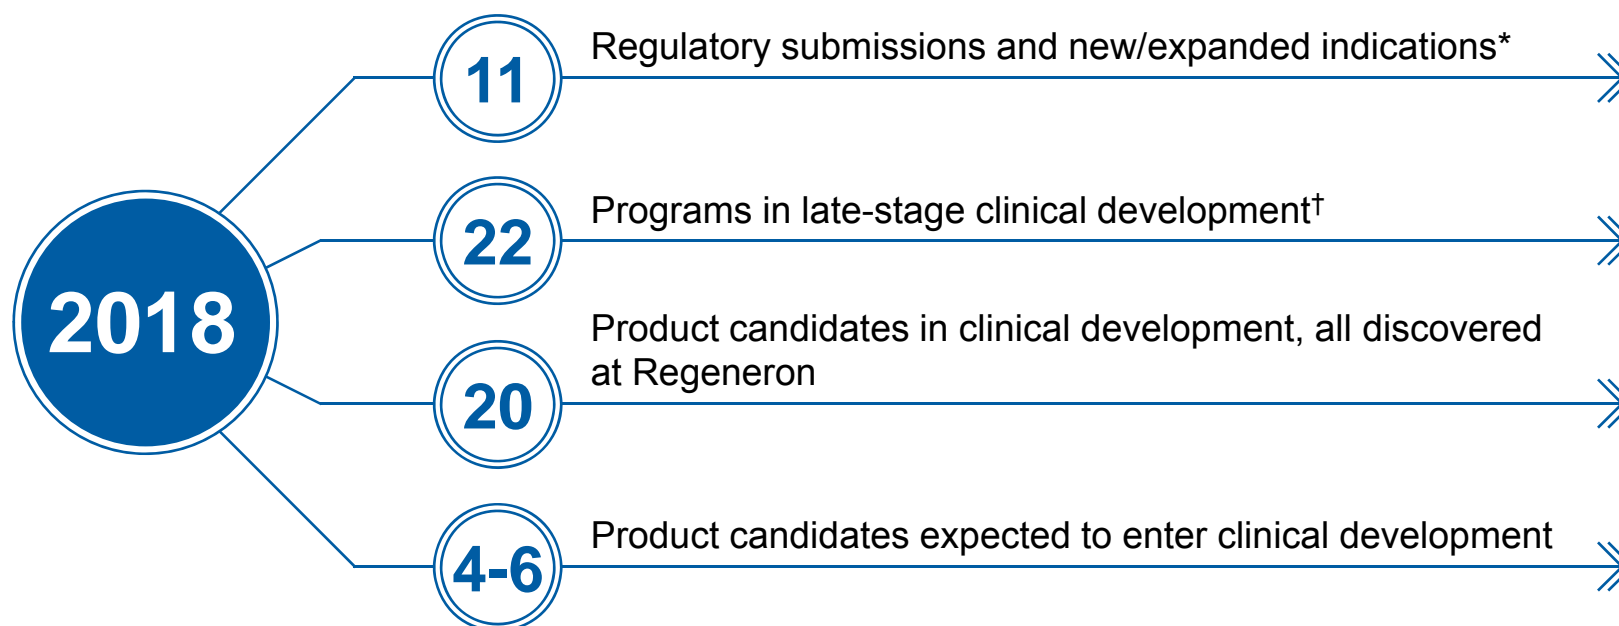 2018
11
Regulatory submissions and new/expanded indications*
22
Programs in late-stage clinical development†
20
Product candidates in clinical development, all discovered
at Regeneron
4-6
Product candidates expected to enter clinical development